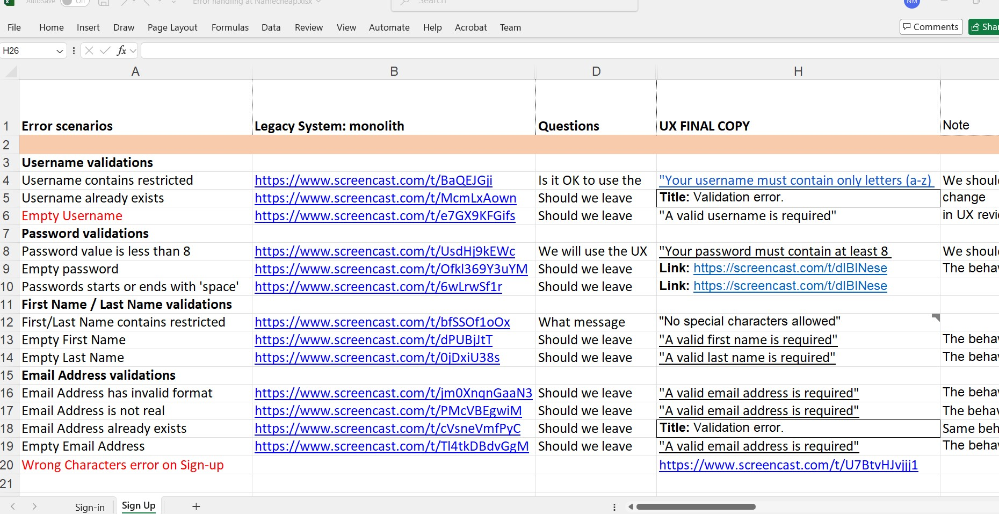 AutoSave Off Error handling at Namecheap.xlsx Search NM
File Home Insert Draw Page Layout Formulas Data Review View Automate Help Acrobat Team Comments Shar
H26 fx
A B D H
1 Error scenarios Legacy System: monolith Questions UX FINAL COPY Note
2
3 Username validations
4 Username contains restricted https://www.screencast.com/t/BaQEJGji Is it OK to use the "Your username must contain only letters (a-z) We shoul
5 Username already exists https://www.screencast.com/t/McmLxAown Should we leave Title: Validation error. change
6 Empty Username https://www.screencast.com/t/e7GX9KFGifs Should we leave "A valid username is required" in UX revi
7 Password validations
8 Password value is less than 8 https://www.screencast.com/t/UsdHj9kEWc We will use the UX "Your password must contain at least 8 We shoul
9 Empty password https://www.screencast.com/t/Ofkl369Y3uYM Should we leave Link: https://screencast.com/t/dIBINese The behav
10 Passwords starts or ends with 'space' https://www.screencast.com/t/6wLrwSf1r Should we leave Link: https://screencast.com/t/dIBINese
11 First Name / Last Name validations
12 First/Last Name contains restricted https://www.screencast.com/t/bfSSOf1oOx What message "No special characters allowed"
13 Empty First Name https://www.screencast.com/t/dPUBjJtT Should we leave "A valid first name is required" The behav
14 Empty Last Name https://www.screencast.com/t/0jDxiU38s Should we leave "A valid last name is required" The behav
15 Email Address validations
16 Email Address has invalid format https://www.screencast.com/t/jm0XnqnGaaN3 Should we leave "A valid email address is required" The behav
17 Email Address is not real https://www.screencast.com/t/PMcVBEgwiM Should we leave "A valid email address is required" The behav
18 Email Address already exists https://www.screencast.com/t/cVsneVmfPyC Should we leave Title: Validation error. Same beh
19 Empty Email Address https://www.screencast.com/t/Tl4tkDBdvGgM Should we leave "A valid email address is required" The behav
20 Wrong Characters error on Sign-up https://www.screencast.com/t/U7BtvHJvjjj1
21
Sign-in Sign Up